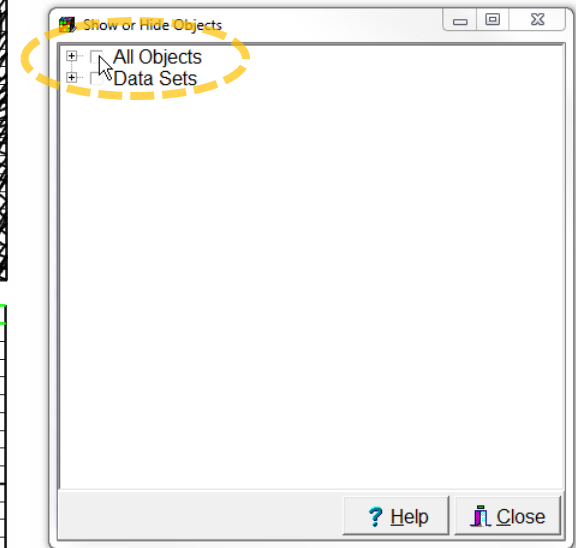 Show or Hide Objects
All Objects
Data Sets
? Help
Close